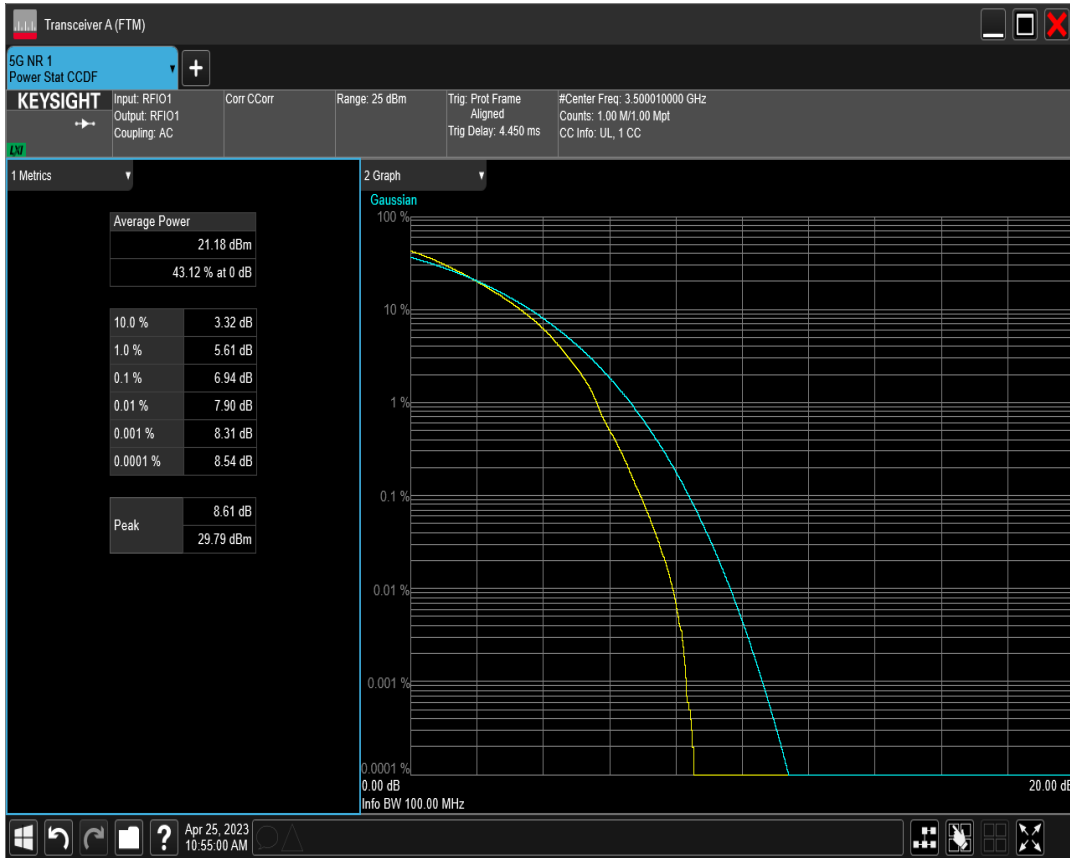 Transceiver A (FTM)
5G NR 1
Power Stat CCDF
+
KEYSIGHT
LXI
Input: RFIO1
Output: RFIO1
Coupling: AC
Corr CCorr
Range: 25 dBm
Trig: Prot Frame
Aligned
Trig Delay: 4.450 ms
#Center Freq: 3.500010000 GHz
Counts: 1.00 M/1.00 Mpt
CC Info: UL, 1 CC
1 Metrics
Average Power
21.18 dBm
43.12 % at 0 dB
10.0 % 3.32 dB
1.0 % 5.61 dB
0.1 % 6.94 dB
0.01 % 7.90 dB
0.001 % 8.31 dB
0.0001 % 8.54 dB
Peak 8.61 dB
29.79 dBm
2 Graph
Gaussian
100 %
10 %
1 %
0.1 %
0.01 %
0.001 %
0.0001 %
0.00 dB 20.00 dB
Info BW 100.00 MHz
?
Apr 25, 2023
10:55:00 AM